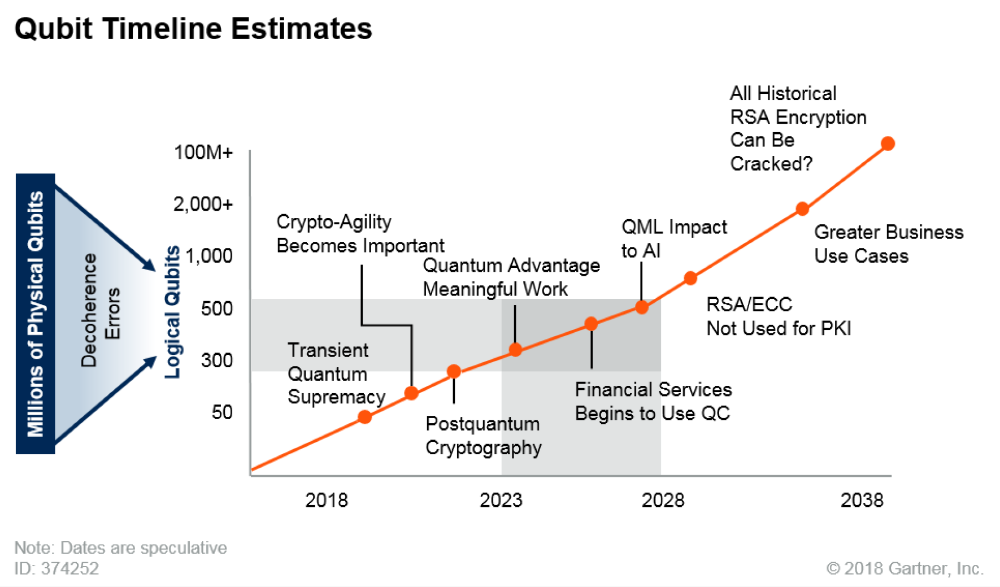 Qubit Timeline Estimates
Millions of Physical Qubits
Decoherence
Errors
Logical Qubits
100M+
2,000+
1,000
500
300
50
Transient
Quantum
Supremacy
Crypto-Agility
Becomes Important
Postquantum
Cryptography
Quantum Advantage
Meaningful Work
Financial Services
Begins to Use QC
QML Impact
to AI
RSA/ECC
Not Used for PKI
Greater Business
Use Cases
All Historical
RSA Encryption
Can Be
Cracked?
2018
2023
2028
2038
Note: Dates are speculative
ID: 374252
© 2018 Gartner, Inc.